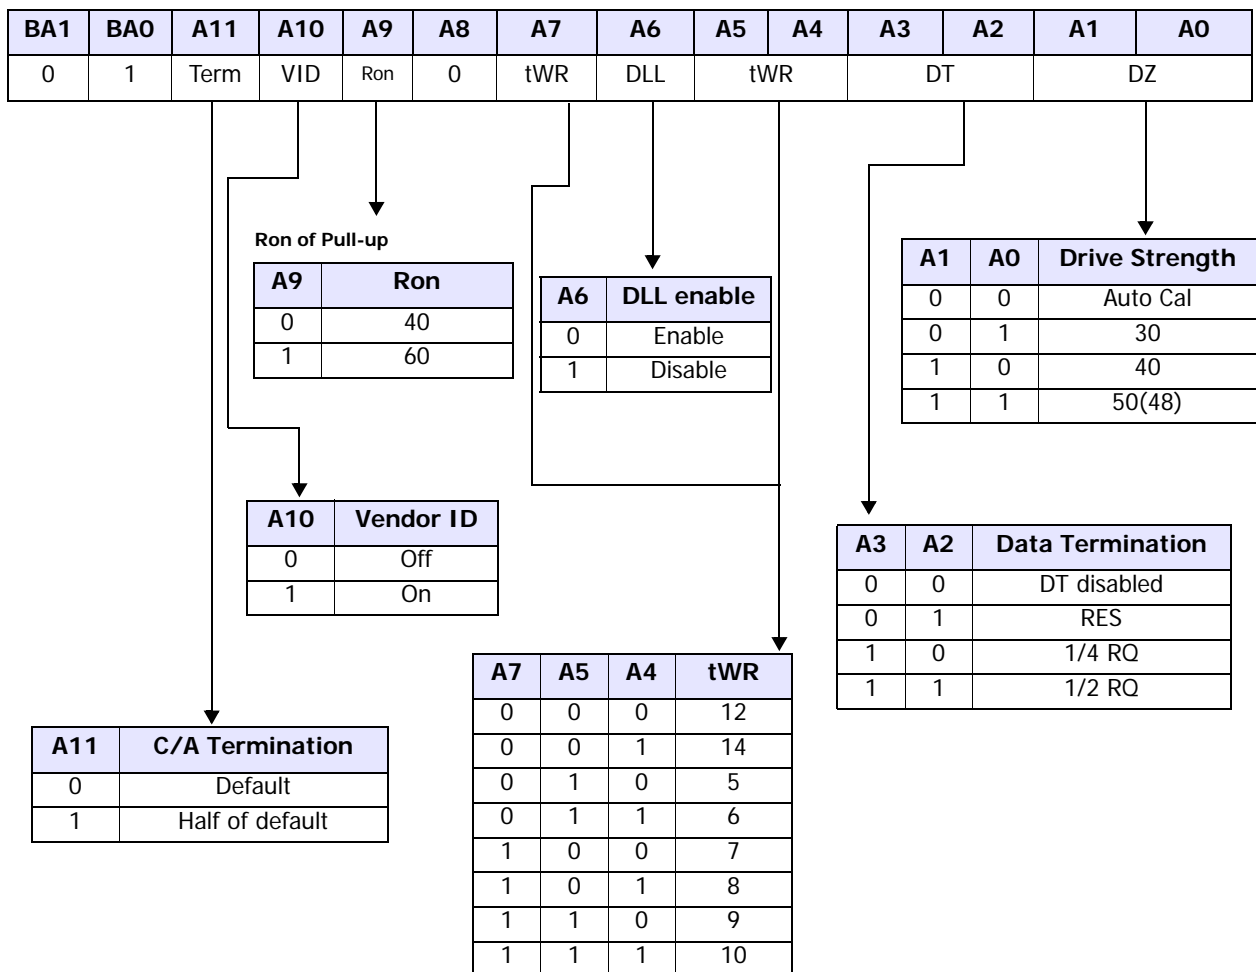 BA1 BA0 A11 A10 A9 A8 A7 A6 A5 A4 A3 A2 A1 A0
0 1 Term VID Ron 0 tWR DLL tWR DT DZ
Ron of Pull-up
A9 Ron
0 40
1 60
A6 DLL enable
0 Enable
1 Disable
A1 A0 Drive Strength
0 0 Auto Cal
0 1 30
1 0 40
1 1 50(48)
A10 Vendor ID
0 Off
1 On
A3 A2 Data Termination
0 0 DT disabled
0 1 RES
1 0 1/4 RQ
1 1 1/2 RQ
A11 C/A Termination
0 Default
1 Half of default
A7 A5 A4 tWR
0 0 0 12
0 0 1 14
0 1 0 5
0 1 1 6
1 0 0 7
1 0 1 8
1 1 0 9
1 1 1 10